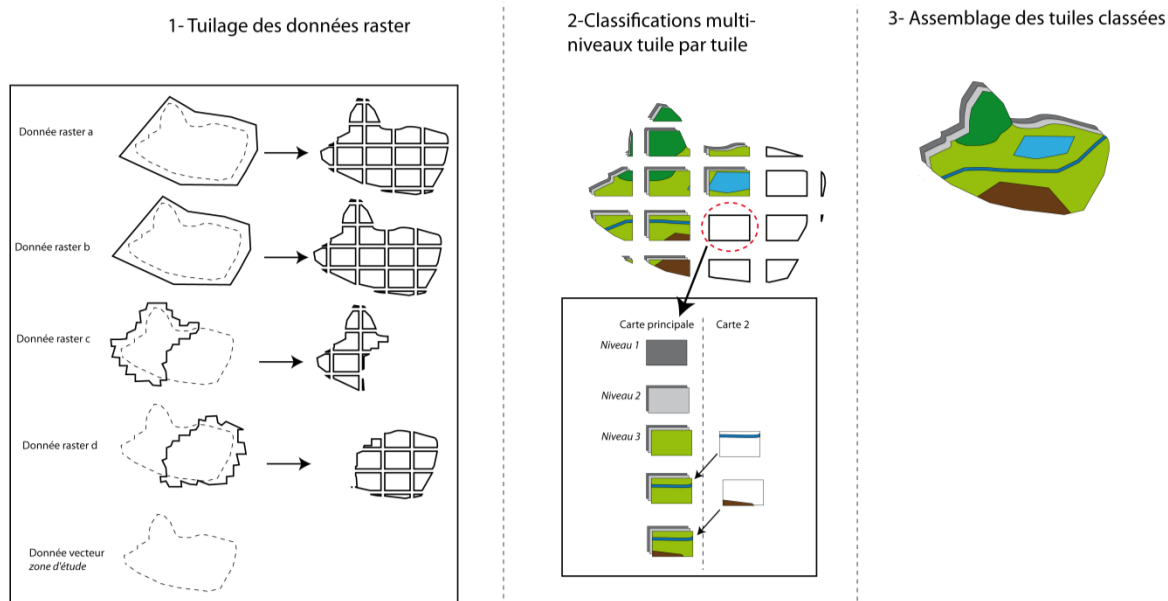 1- Tuilage des données raster
Donnée raster a
Donnée raster b
Donnée raster c
Donnée raster d
Donnée vecteur
zone d'étude
2-Classifications multi-
niveaux tuile par tuile
Carte principale
Carte 2
Niveau 1
Niveau 2
Niveau 3
3- Assemblage des tuiles classées